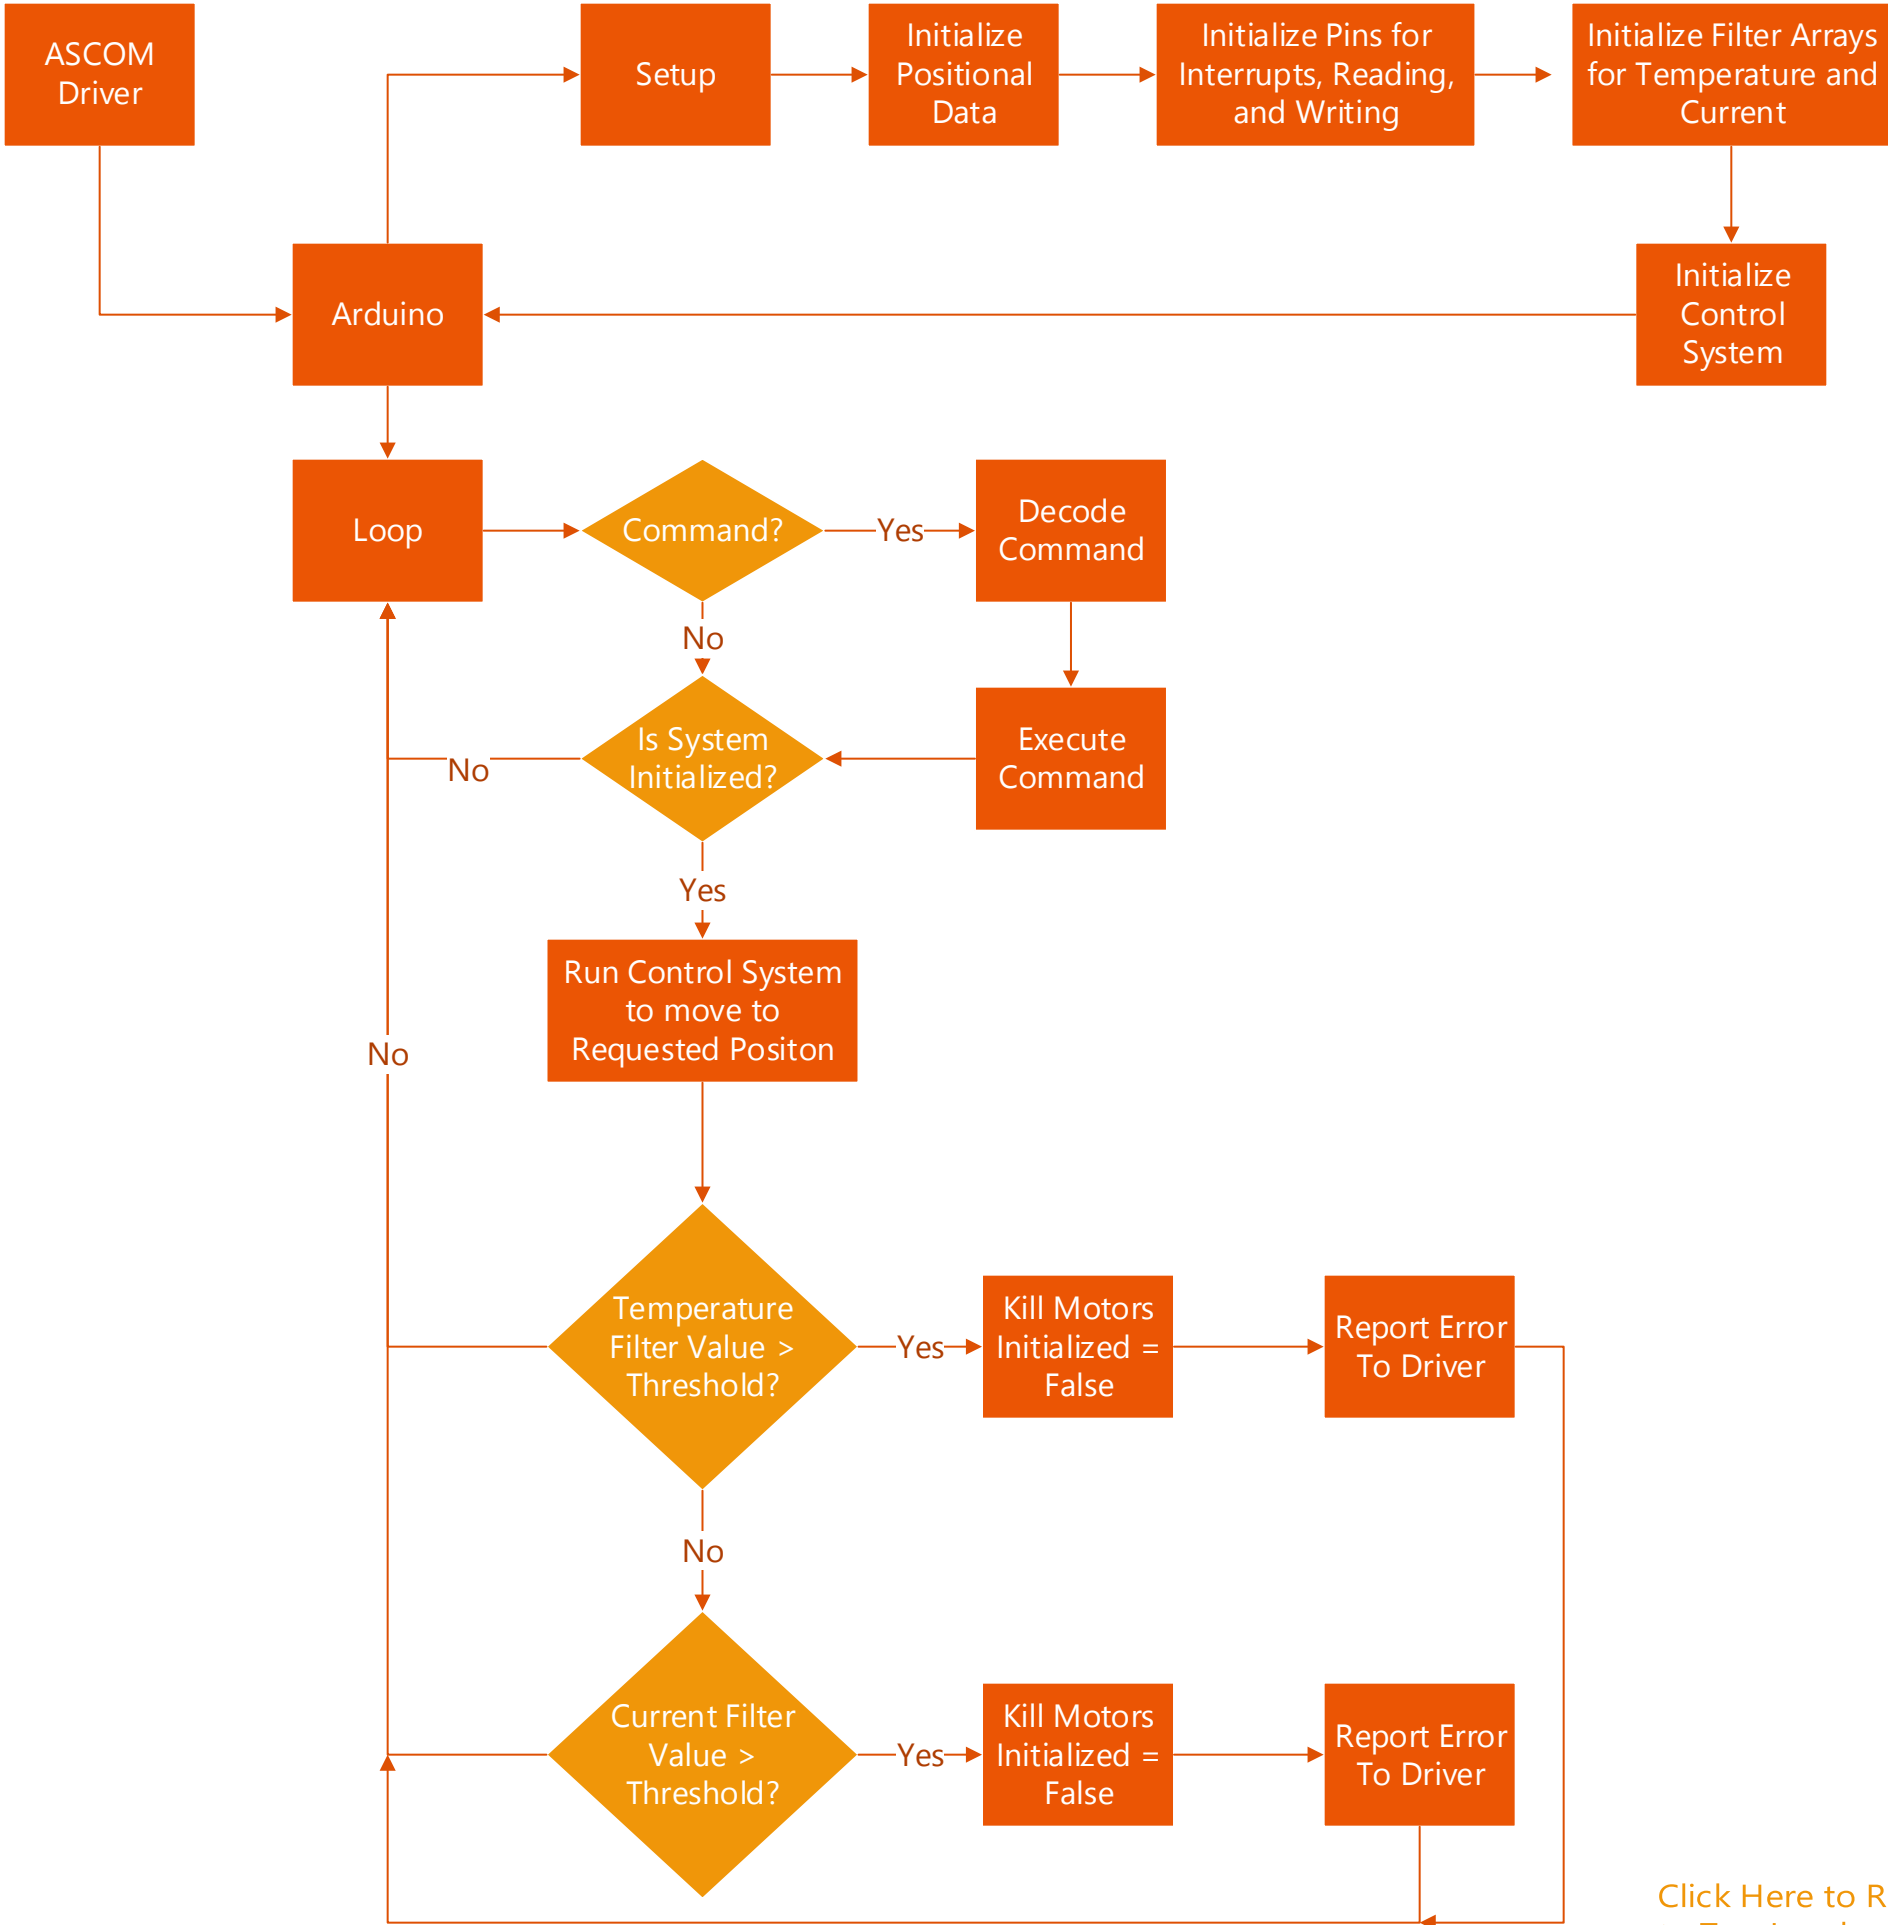 ASCOM
Driver
Setup
Initialize
Positional
Data
Initialize Pins for
Interrupts, Reading,
and Writing
Initialize Filter Arrays
for Temperature and
Current
Arduino
Initialize
Control
System
Loop
Command?
Yes
Decode
Command
No
Is System
Initialized?
No
Execute
Command
Yes
Run Control System
to move to
Requested Positon
No
Temperature
Filter Value >
Threshold?
Yes
Kill Motors
Initialized =
False
Report Error
To Driver
No
Current Filter
Value >
Threshold?
Yes
Kill Motors
Initialized =
False
Report Error
To Driver
Click Here to R